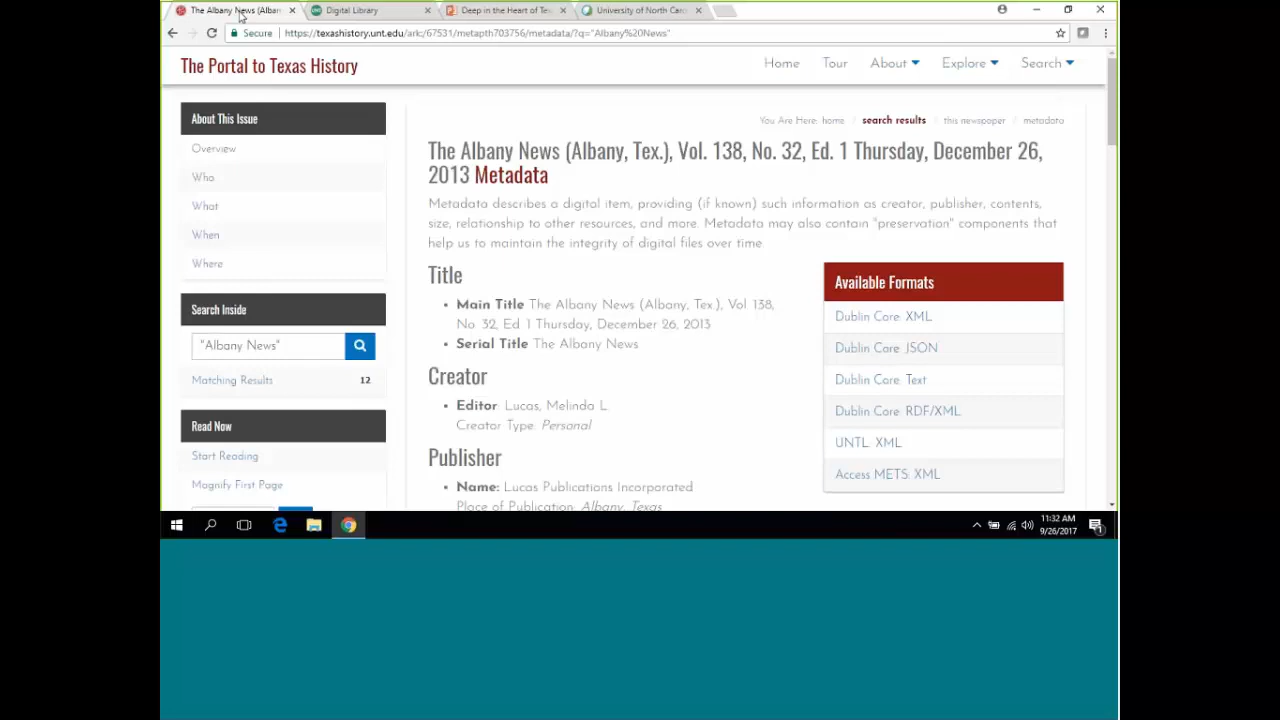 The Albany News (Alban
Digital Library
Deep in the Heart of Te
University of North Car
Secure
https://texashistory.unt.edu/ark:/67531/metapth703756/metadata/?q="Albany%20News"
The Portal to Texas History
Home
Tour
About
Explore
Search
About This Issue
Overview
Who
What
When
Where
Search Inside
"Albany News"
Matching Results 12
Read Now
Start Reading
Magnify First Page
You Are Here: home / search results / this newspaper / metadata
The Albany News (Albany, Tex.), Vol. 138, No. 32, Ed. 1 Thursday, December 26,
2013 Metadata
Metadata describes a digital item, providing (if known) such information as creator, publisher, contents,
size, relationship to other resources, and more. Metadata may also contain "preservation" components that
help us to maintain the integrity of digital files over time.
Title
• Main Title: The Albany News (Albany, Tex.), Vol. 138,
No. 32, Ed. 1 Thursday, December 26, 2013
• Serial Title: The Albany News
Creator
• Editor: Lucas, Melinda L.
Creator Type: Personal
Publisher
• Name: Lucas Publications Incorporated
Place of Publication: Albany, Texas
Available Formats
Dublin Core: XML
Dublin Core: JSON
Dublin Core: Text
Dublin Core: RDF/XML
UNTL: XML
Access METS: XML
11:32 AM
9/26/2017
1